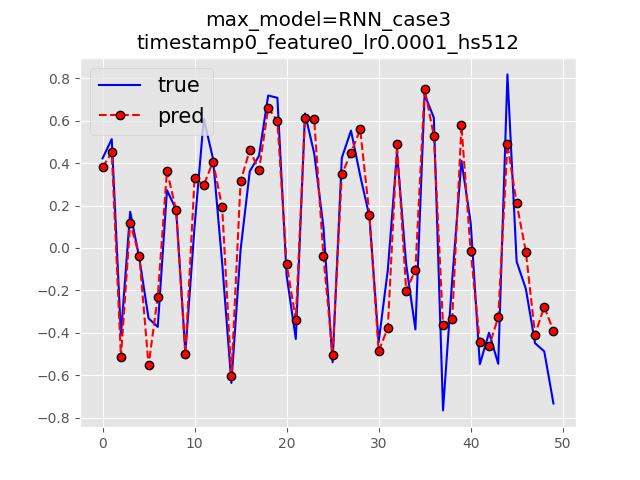 max_model=RNN_case3
timestamp0_feature0_lr0.0001_hs512
true
pred
0.8
0.6
0.4
0.2
0.0
−0.2
−0.4
−0.6
−0.8
0 10 20 30 40 50